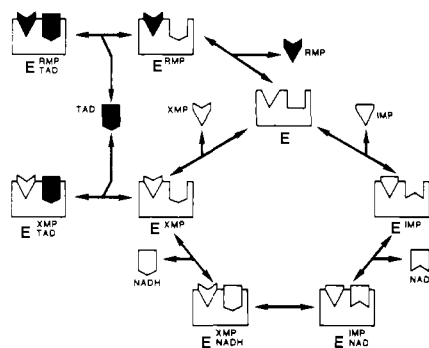 E RMP TAD
E RMP
RMP
TAD
XMP
IMP
E
E XMP TAD
E XMP
E IMP
NADH
NAD
E XMP NADH
E IMP NAD